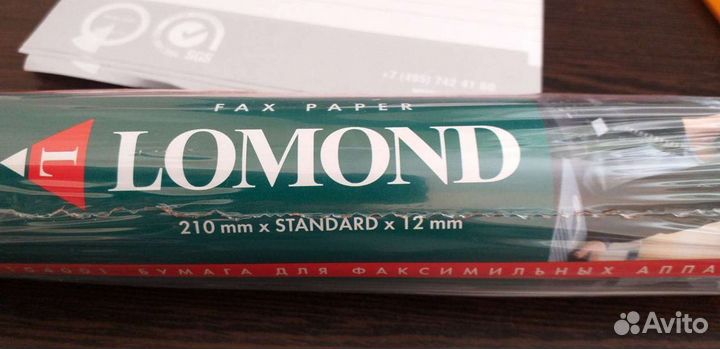 SGS
FAX PAPER
L LOMOND
210 mm x STANDARD x 12 mm
БУМАГА ДЛЯ ФАКСИМИЛЬНЫХ АППА
Avito